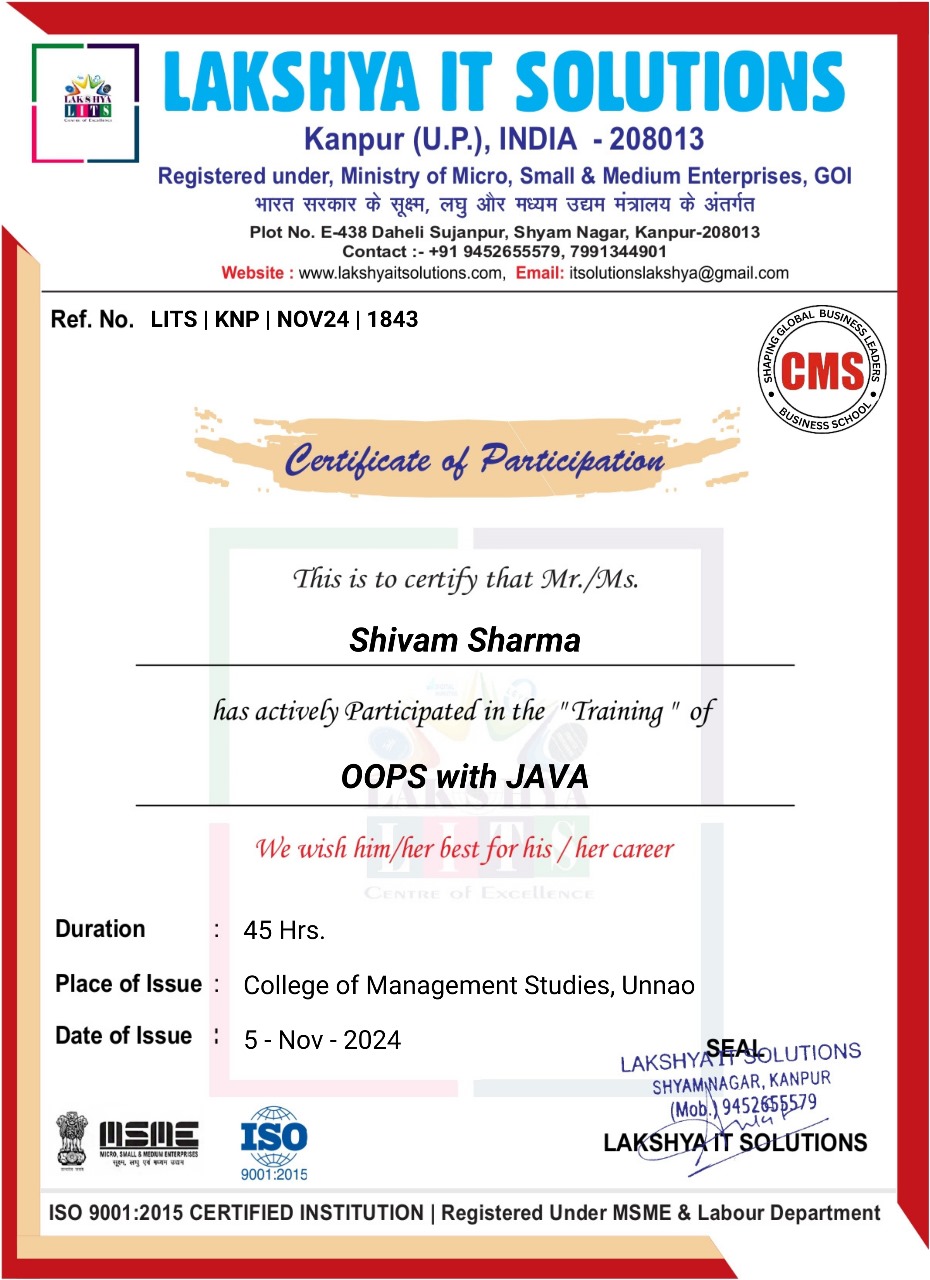 LAKSHYA
LITS
Centre of Excellence
LAKSHYA IT SOLUTIONS
Kanpur (U.P.), INDIA - 208013
Registered under, Ministry of Micro, Small & Medium Enterprises, GOI
भारत सरकार के सूक्ष्म, लघु और मध्यम उद्यम मंत्रालय के अंतर्गत
Plot No. E-438 Daheli Sujanpur, Shyam Nagar, Kanpur-208013
Contact :- +91 9452655579, 7991344901
Website : www.lakshyaitsolutions.com, Email: itsolutionslakshya@gmail.com
Ref. No. LITS | KNP | NOV24 | 1843
SHAPING GLOBAL BUSINESS LEADERS
CMS
BUSINESS SCHOOL
Certificate of Participation
This is to certify that Mr./Ms.
Shivam Sharma
has actively Participated in the "Training" of
OOPS with JAVA
LAKSHYA
LITS
We wish him/her best for his / her career
CENTRE OF EXCELLENCE
Duration : 45 Hrs.
Place of Issue : College of Management Studies, Unnao
Date of Issue : 5 - Nov - 2024
SEAL
LAKSHYA IT SOLUTIONS
SHYAM NAGAR, KANPUR
(Mob.) 9452655579
LAKSHYA IT SOLUTIONS
MSME
MICRO, SMALL & MEDIUM ENTERPRISES
सूक्ष्म, लघु एवं मध्यम उद्यम
ISO
9001:2015
ISO 9001:2015 CERTIFIED INSTITUTION | Registered Under MSME & Labour Department